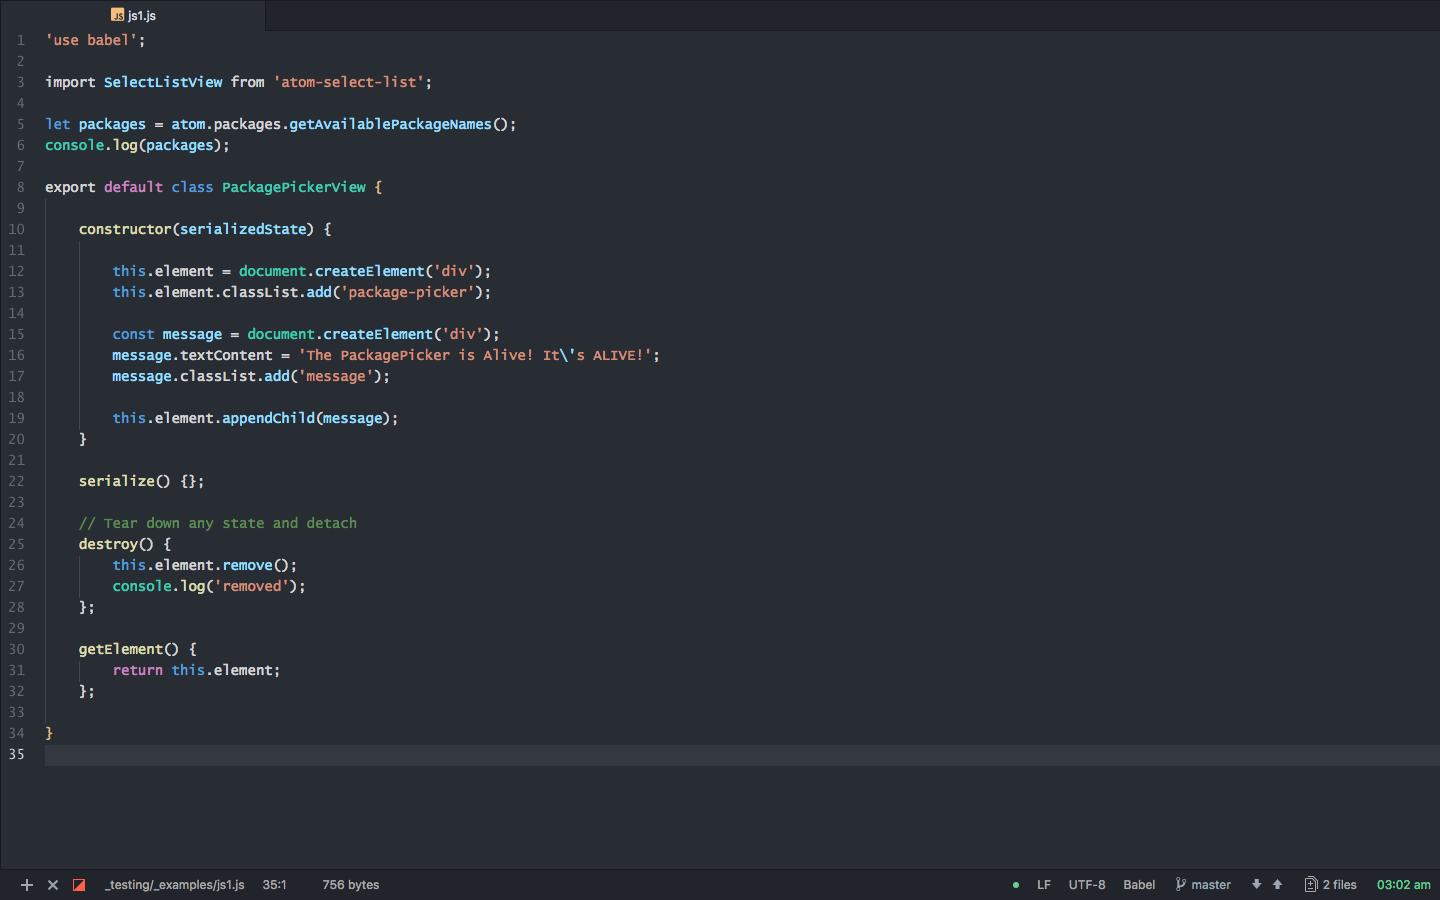 JS js1.js
1 'use babel';
2
3 import SelectListView from 'atom-select-list';
4
5 let packages = atom.packages.getAvailablePackageNames();
6 console.log(packages);
7
8 export default class PackagePickerView {
9
10     constructor(serializedState) {
11
12         this.element = document.createElement('div');
13         this.element.classList.add('package-picker');
14
15         const message = document.createElement('div');
16         message.textContent = 'The PackagePicker is Alive! It\'s ALIVE!';
17         message.classList.add('message');
18
19         this.element.appendChild(message);
20     }
21
22     serialize() {};
23
24     // Tear down any state and detach
25     destroy() {
26         this.element.remove();
27         console.log('removed');
28     };
29
30     getElement() {
31         return this.element;
32     };
33
34 }
35
_testing/_examples/js1.js 35:1 756 bytes LF UTF-8 Babel master 2 files 03:02 am